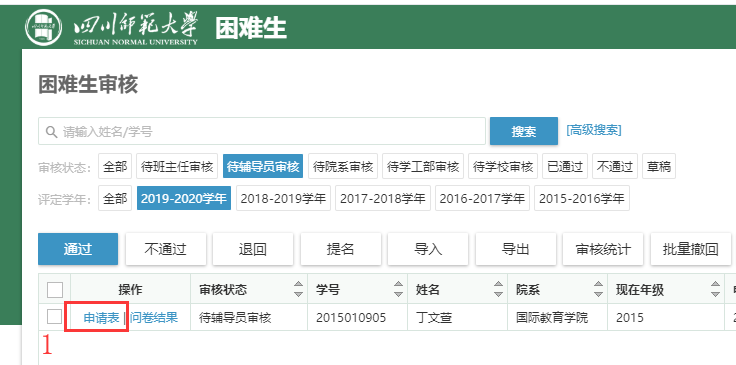 四川师范大学 困难生
SICHUAN NORMAL UNIVERSITY
困难生审核
请输入姓名/学号 搜索 [高级搜索]
审核状态: 全部 待班主任审核 待辅导员审核 待院系审核 待学工部审核 待学校审核 已通过 不通过 草稿
评定学年: 全部 2019-2020学年 2018-2019学年 2017-2018学年 2016-2017学年 2015-2016学年
通过 不通过 退回 提名 导入 导出 审核统计 批量撤回
操作 审核状态 学号 姓名 院系 现在年级
申请表 | 问卷结果 待辅导员审核 2015010905 丁文萱 国际教育学院 2015
1